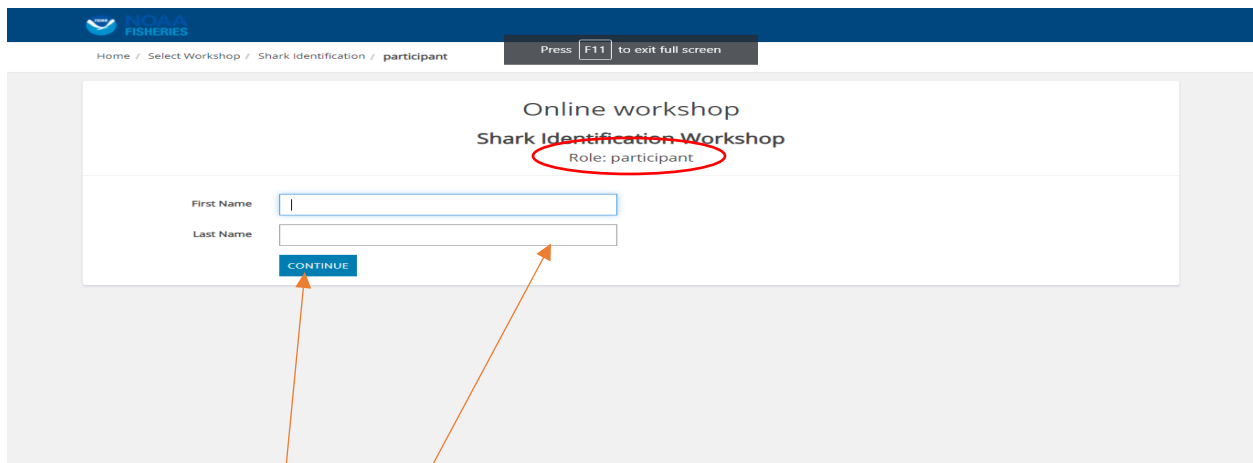 NOAA
FISHERIES
Press F11 to exit full screen
Home / Select Workshop / Shark Identification / participant
Online workshop
Shark Identification Workshop
Role: participant
First Name
Last Name
CONTINUE